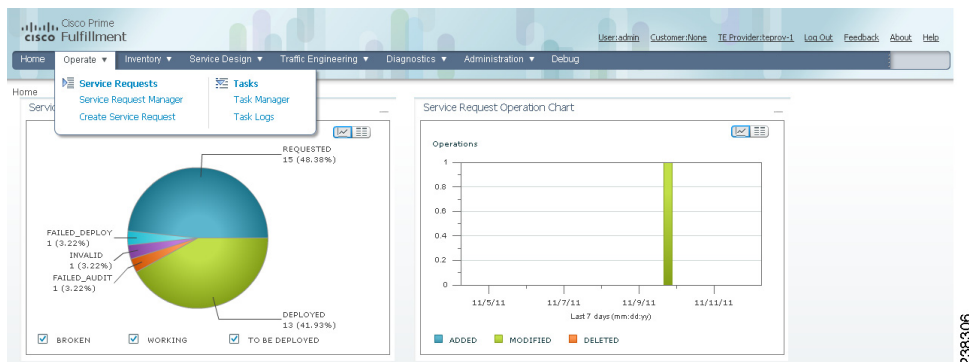 Cisco Prime
CISCO Fulfillment
User:admin Customer:None TE Provider:teprov-1 Log Out Feedback About Help
Home Operate ▼ Inventory ▼ Service Design ▼ Traffic Engineering ▼ Diagnostics ▼ Administration ▼ Debug
Service Requests Tasks
Service Request Manager Task Manager
Create Service Request Task Logs
Home
Servic
Service Request Operation Chart
REQUESTED
15 (48.38%)
FAILED_DEPLOY
1 (3.22%)
INVALID
1 (3.22%)
FAILED_AUDIT
1 (3.22%)
DEPLOYED
13 (41.93%)
BROKEN WORKING TO BE DEPLOYED
Operations
1
0.8
0.6
0.4
0.2
0
11/5/11 11/7/11 11/9/11 11/11/11
Last 7 days (mm:dd:yy)
ADDED MODIFIED DELETED
238306